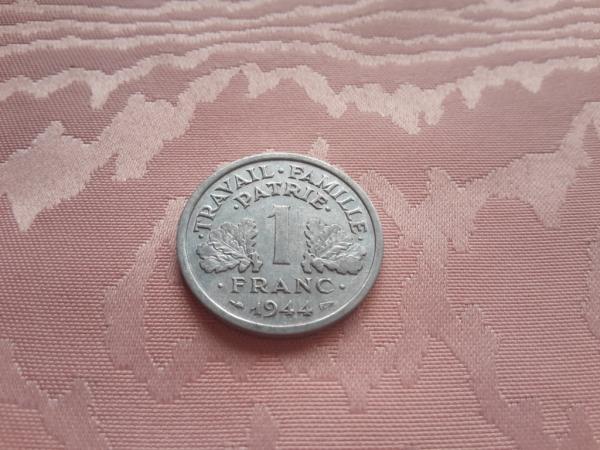 ·TRAVAIL·FAMILLE·
·PATRIE·
1
·FRANC·
1944